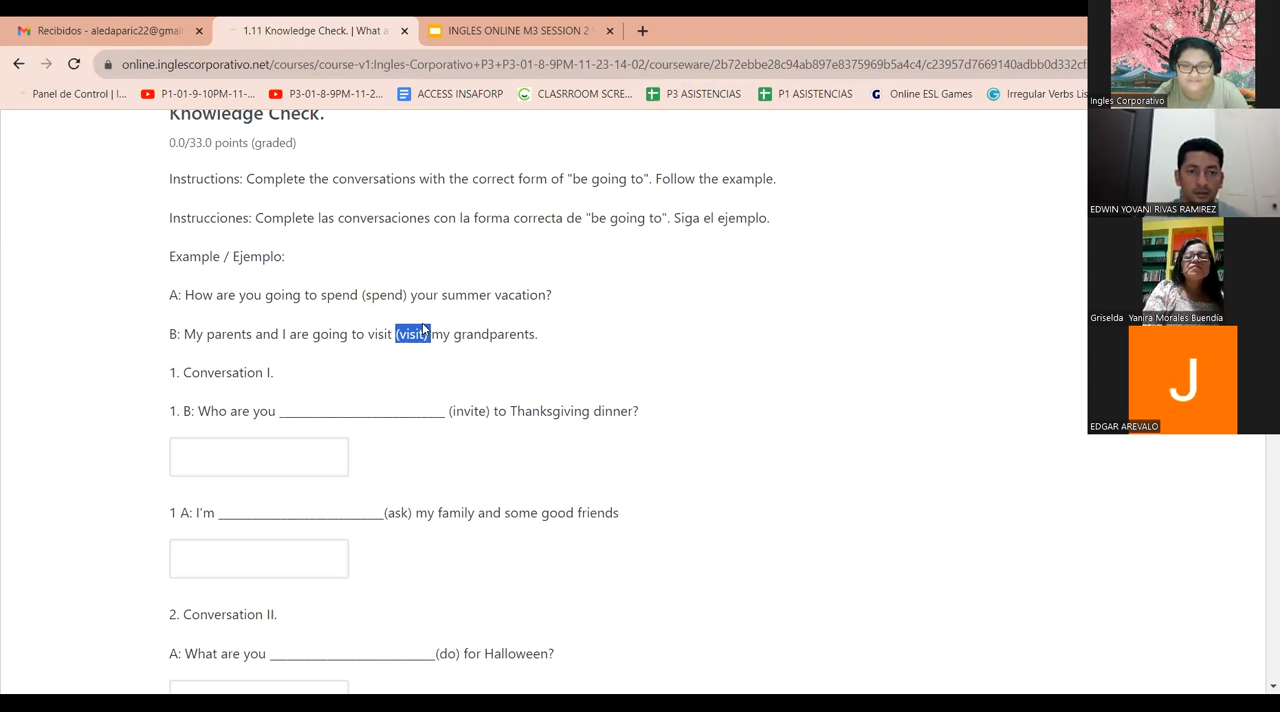 Recibidos - aledaparic22@gmai
1.11 Knowledge Check. | What a
INGLES ONLINE M3 SESSION 2
online.inglescorporativo.net/courses/course-v1:Ingles-Corporativo+P3+P3-01-8-9PM-11-23-14-02/courseware/2b72ebbe28c94ab897e8375969b5a4c4/c23957d7669140adbb0d332cf
Panel de Control | I...
P1-01-9-10PM-11-...
P3-01-8-9PM-11-2...
ACCESS INSAFORP
CLASRROOM SCRE...
P3 ASISTENCIAS
P1 ASISTENCIAS
Online ESL Games
Irregular Verbs Lis
Knowledge Check.
0.0/33.0 points (graded)
Instructions: Complete the conversations with the correct form of "be going to". Follow the example.
Instrucciones: Complete las conversaciones con la forma correcta de "be going to". Siga el ejemplo.
Example / Ejemplo:
A: How are you going to spend (spend) your summer vacation?
B: My parents and I are going to visit (visit) my grandparents.
1. Conversation I.
1. B: Who are you __________________________ (invite) to Thanksgiving dinner?
1 A: I'm __________________________(ask) my family and some good friends
2. Conversation II.
A: What are you __________________________(do) for Halloween?
Ingles Corporativo
EDWIN YOVANI RIVAS RAMIREZ
Griselda Yanira Morales Buendía
J
EDGAR AREVALO